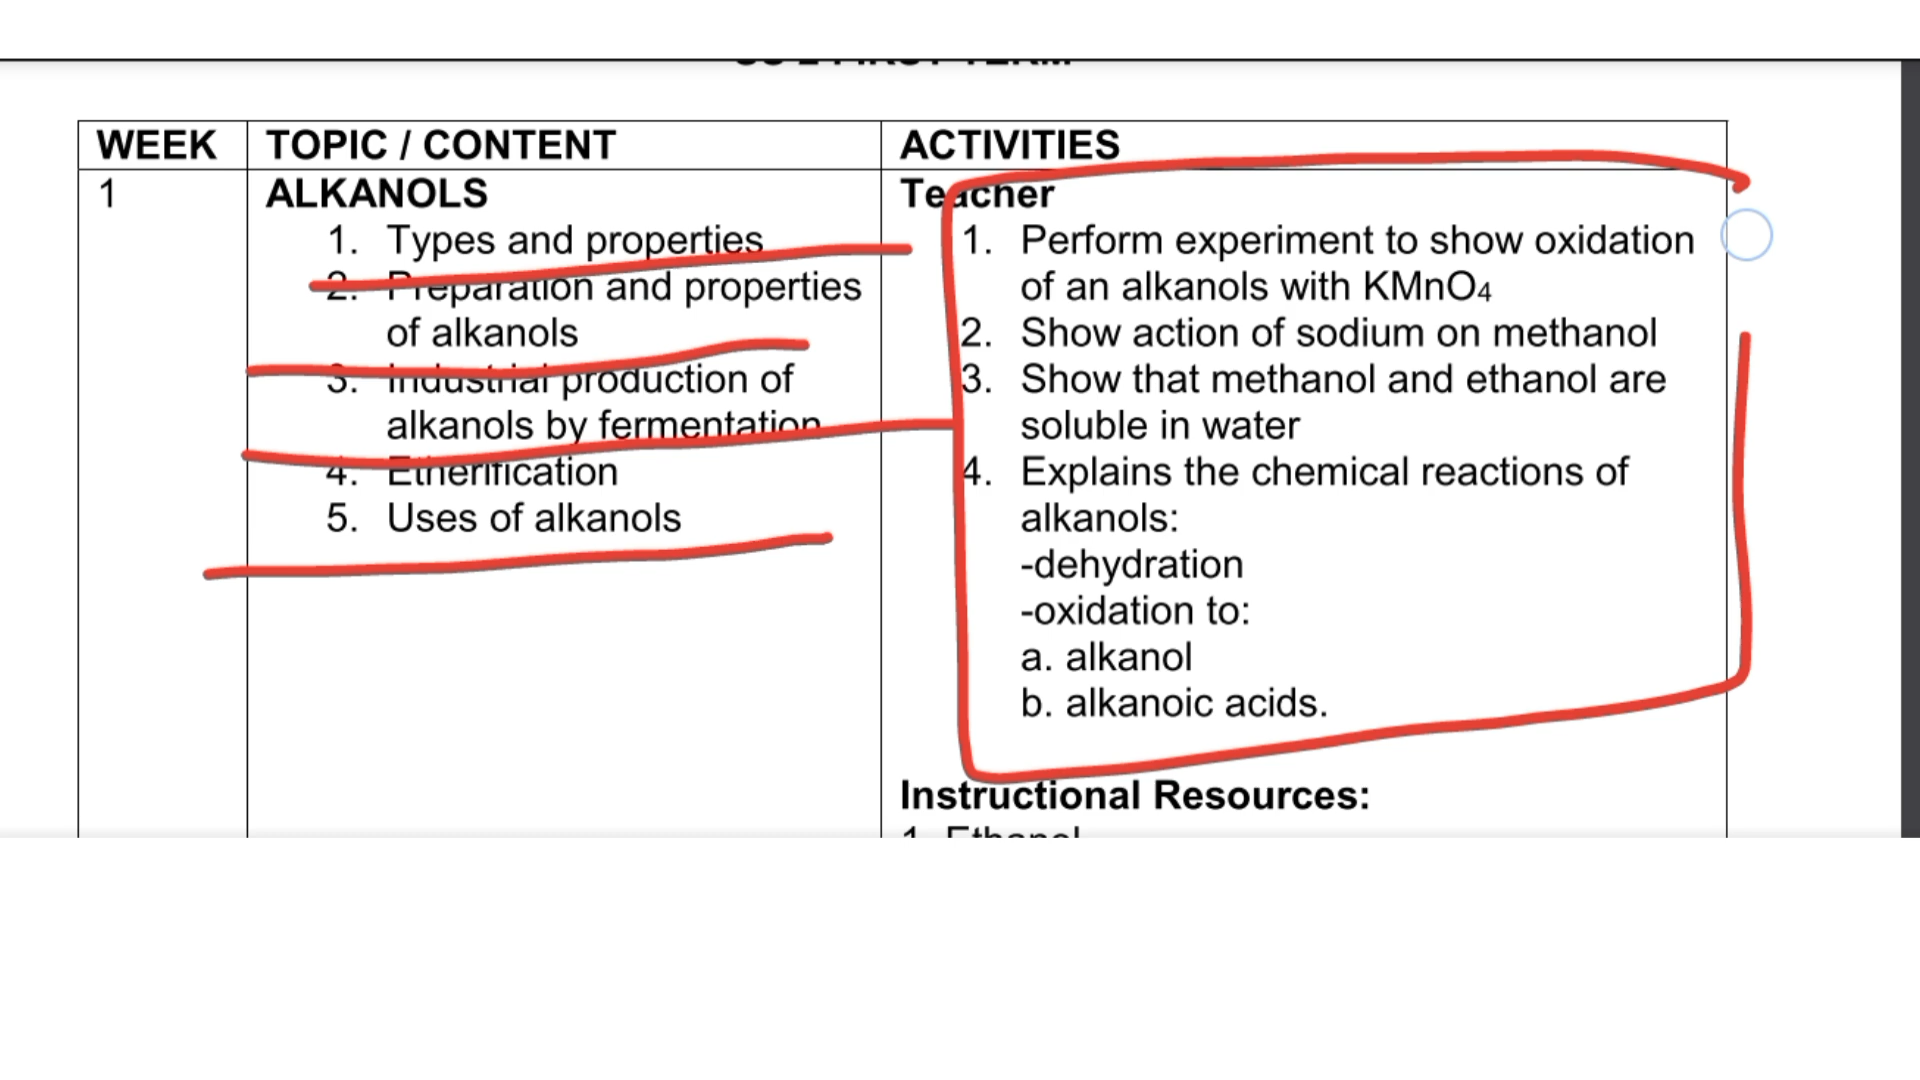 WEEK
TOPIC / CONTENT
ACTIVITIES
1
ALKANOLS
1. Types and properties
2. Preparation and properties
of alkanols
3. Industrial production of
alkanols by fermentation
4. Etherification
5. Uses of alkanols
Teacher
1. Perform experiment to show oxidation
of an alkanols with KMnO4
2. Show action of sodium on methanol
3. Show that methanol and ethanol are
soluble in water
4. Explains the chemical reactions of
alkanols:
-dehydration
-oxidation to:
a. alkanol
b. alkanoic acids.
Instructional Resources:
1. Ethanol